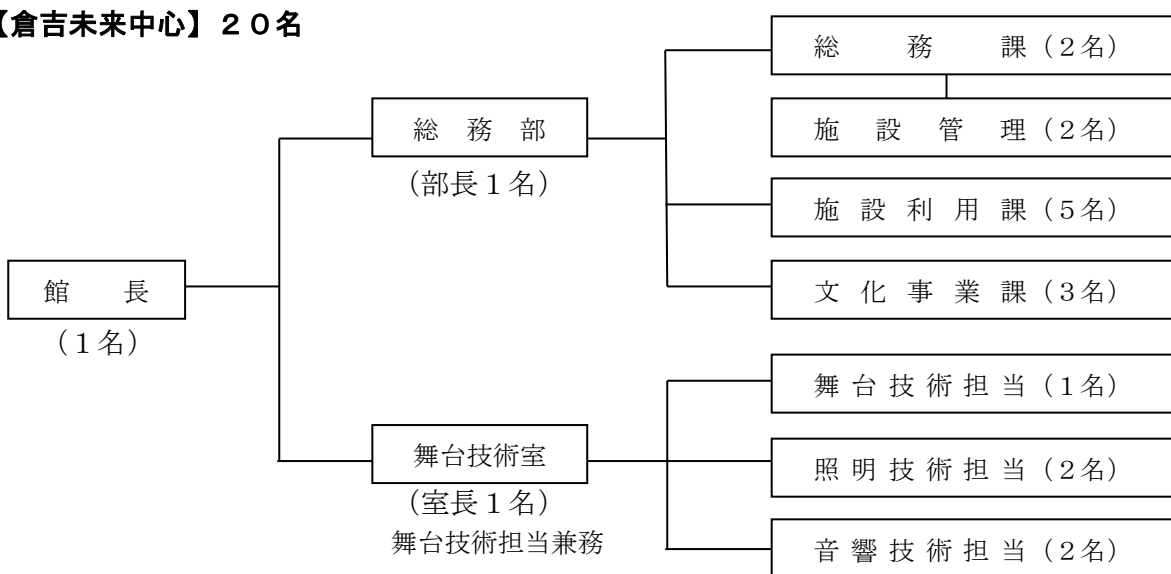 【倉吉未来中心】２０名
総務課（２名）
総務部
（部長１名）
施設管理（２名）
施設利用課（５名）
館長
（１名）
文化事業課（３名）
舞台技術担当（１名）
舞台技術室
（室長１名）
舞台技術担当兼務
照明技術担当（２名）
音響技術担当（２名）